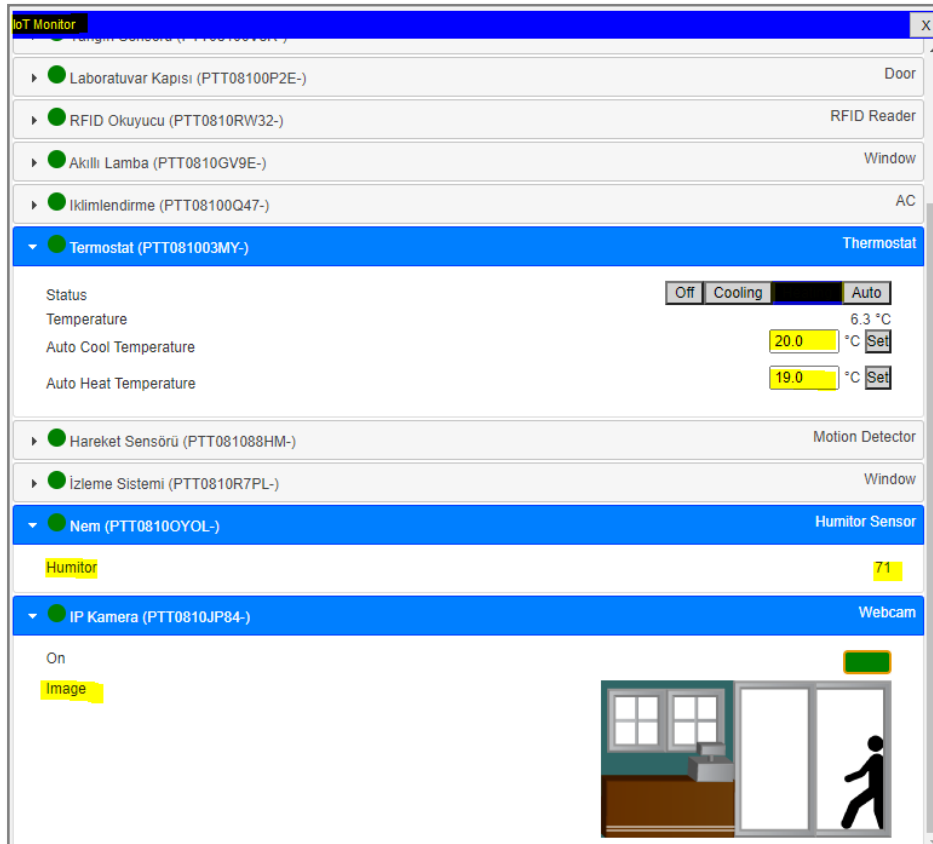 IoT Monitor X
Laboratuvar Kapısı (PTT08100P2E-) Door
RFID Okuyucu (PTT0810RW32-) RFID Reader
Akıllı Lamba (PTT0810GV9E-) Window
Iklimlendirme (PTT08100Q47-) AC
Termostat (PTT081003MY-) Thermostat
Status Off Cooling Auto
Temperature 6.3 °C
Auto Cool Temperature 20.0 °C Set
Auto Heat Temperature 19.0 °C Set
Hareket Sensörü (PTT081088HM-) Motion Detector
İzleme Sistemi (PTT0810R7PL-) Window
Nem (PTT0810OYOL-) Humitor Sensor
Humitor 71
IP Kamera (PTT0810JP84-) Webcam
On
Image